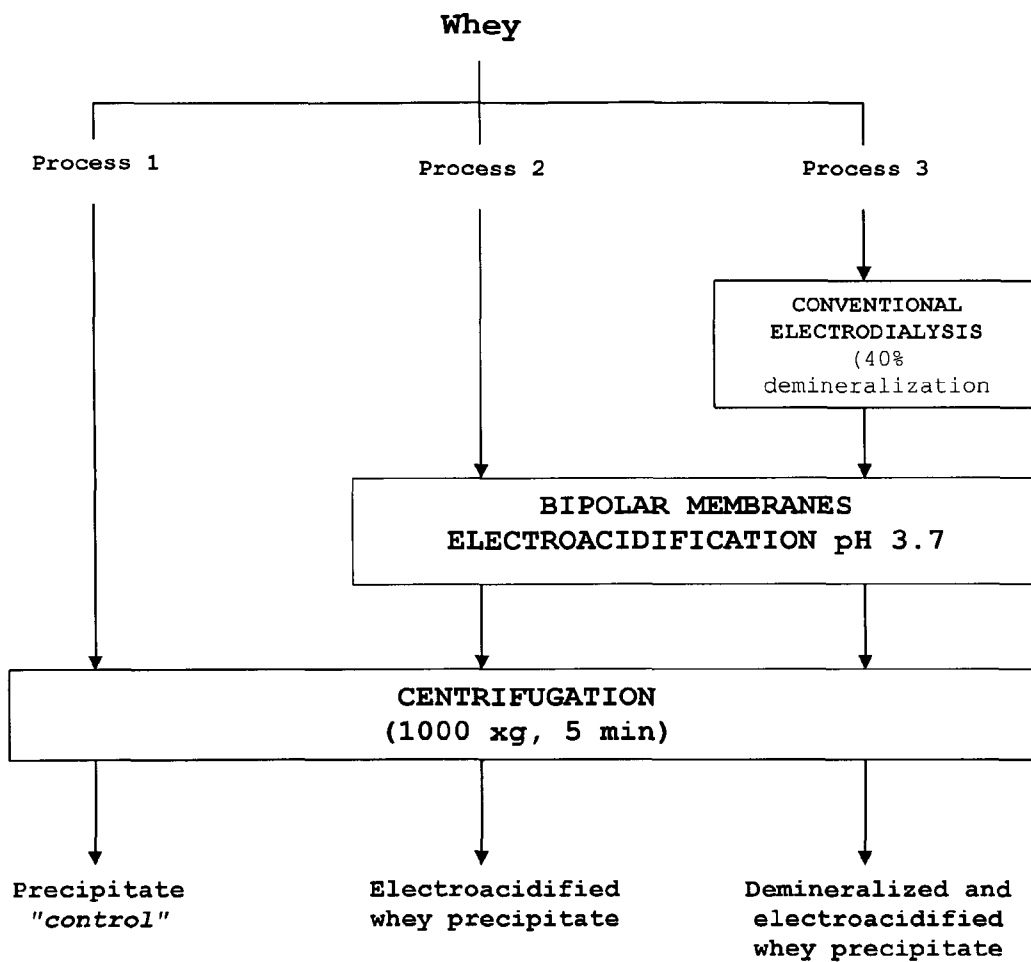 Whey
Process 1
Process 2
Process 3
CONVENTIONAL
ELECTRODIALYSIS
(40%
demineralization
BIPOLAR MEMBRANES
ELECTROACIDIFICATION pH 3.7
CENTRIFUGATION
(1000 xg, 5 min)
Precipitate
"control"
Electroacidified
whey precipitate
Demineralized and
electroacidified
whey precipitate